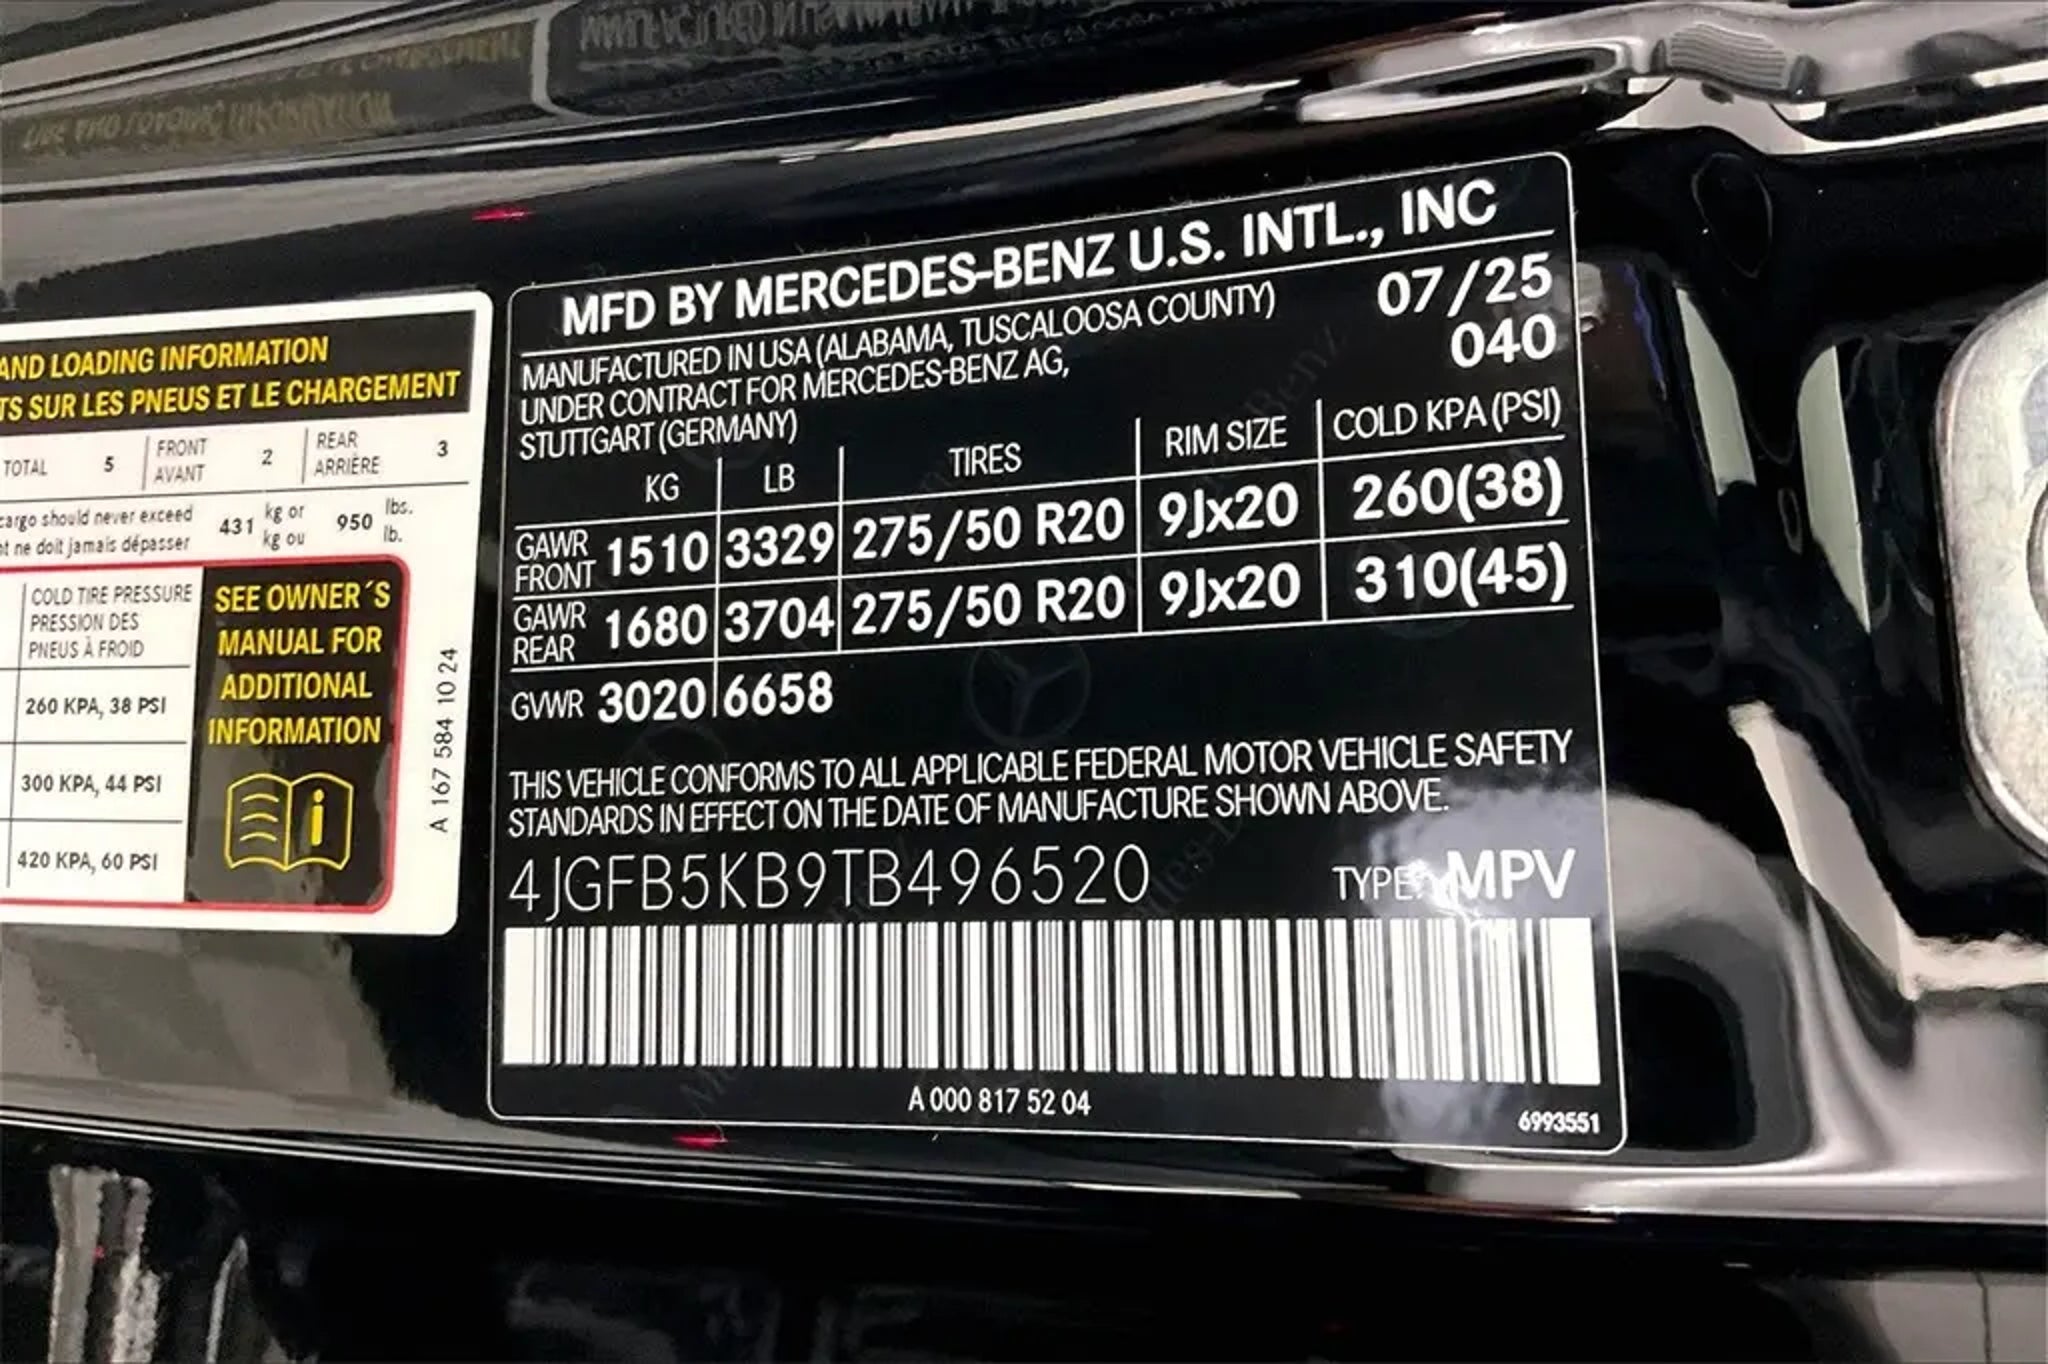 AND LOADING INFORMATION
TS SUR LES PNEUS ET LE CHARGEMENT
TOTAL 5 FRONT AVANT 2 REAR ARRIÈRE 3
cargo should never exceed
nt ne doit jamais dépasser
431 kg or kg ou 950 lbs. lb.
COLD TIRE PRESSURE
PRESSION DES
PNEUS À FROID
260 KPA, 38 PSI
300 KPA, 44 PSI
420 KPA, 60 PSI
SEE OWNER´S
MANUAL FOR
ADDITIONAL
INFORMATION
A 167 584 10 24
MFD BY MERCEDES-BENZ U.S. INTL., INC
MANUFACTURED IN USA (ALABAMA, TUSCALOOSA COUNTY)
UNDER CONTRACT FOR MERCEDES-BENZ AG,
STUTTGART (GERMANY)
07/25
040
KG LB TIRES RIM SIZE COLD KPA (PSI)
GAWR FRONT 1510 3329 275/50 R20 9Jx20 260(38)
GAWR REAR 1680 3704 275/50 R20 9Jx20 310(45)
GVWR 3020 6658
THIS VEHICLE CONFORMS TO ALL APPLICABLE FEDERAL MOTOR VEHICLE SAFETY
STANDARDS IN EFFECT ON THE DATE OF MANUFACTURE SHOWN ABOVE.
4JGFB5KB9TB496520 TYPE: MPV
A 000 817 52 04
6993551